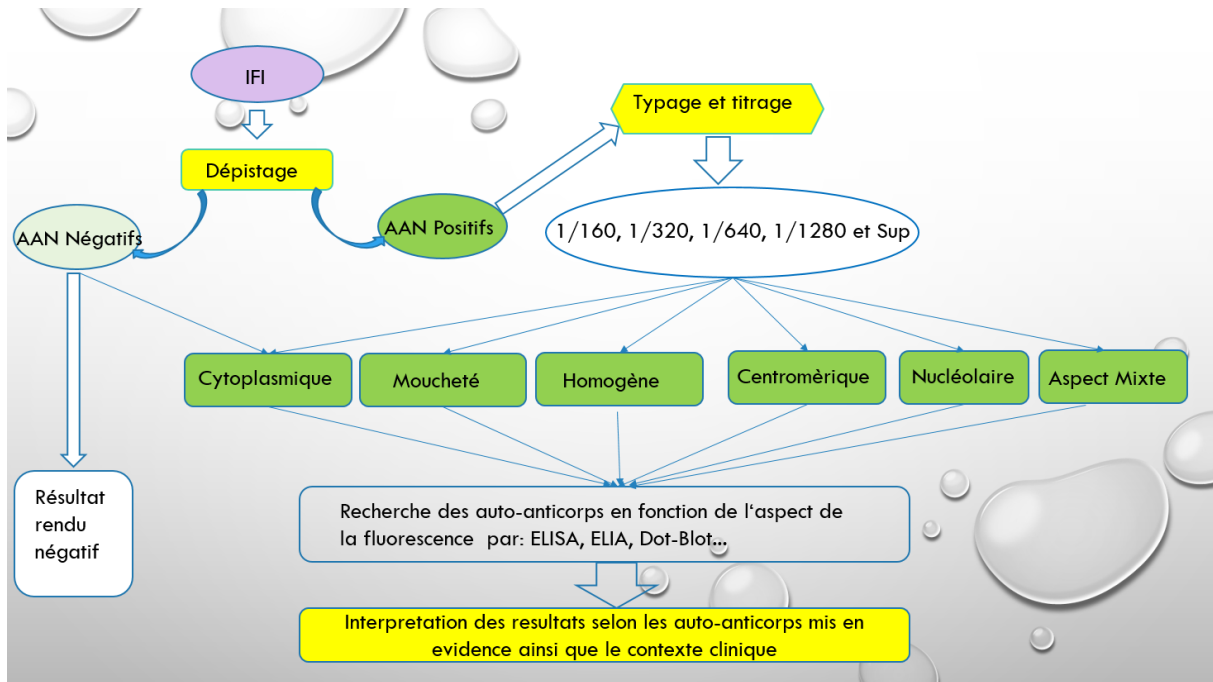 IFI
Dépistage
Typage et titrage
AAN Négatifs
AAN Positifs
1/160, 1/320, 1/640, 1/1280 et Sup
Cytoplasmique
Moucheté
Homogène
Centromèrique
Nucléolaire
Aspect Mixte
Résultat
rendu
négatif
Recherche des auto-anticorps en fonction de l'aspect de
la fluorescence par: ELISA, ELIA, Dot-Blot...
Interpretation des resultats selon les auto-anticorps mis en
evidence ainsi que le contexte clinique